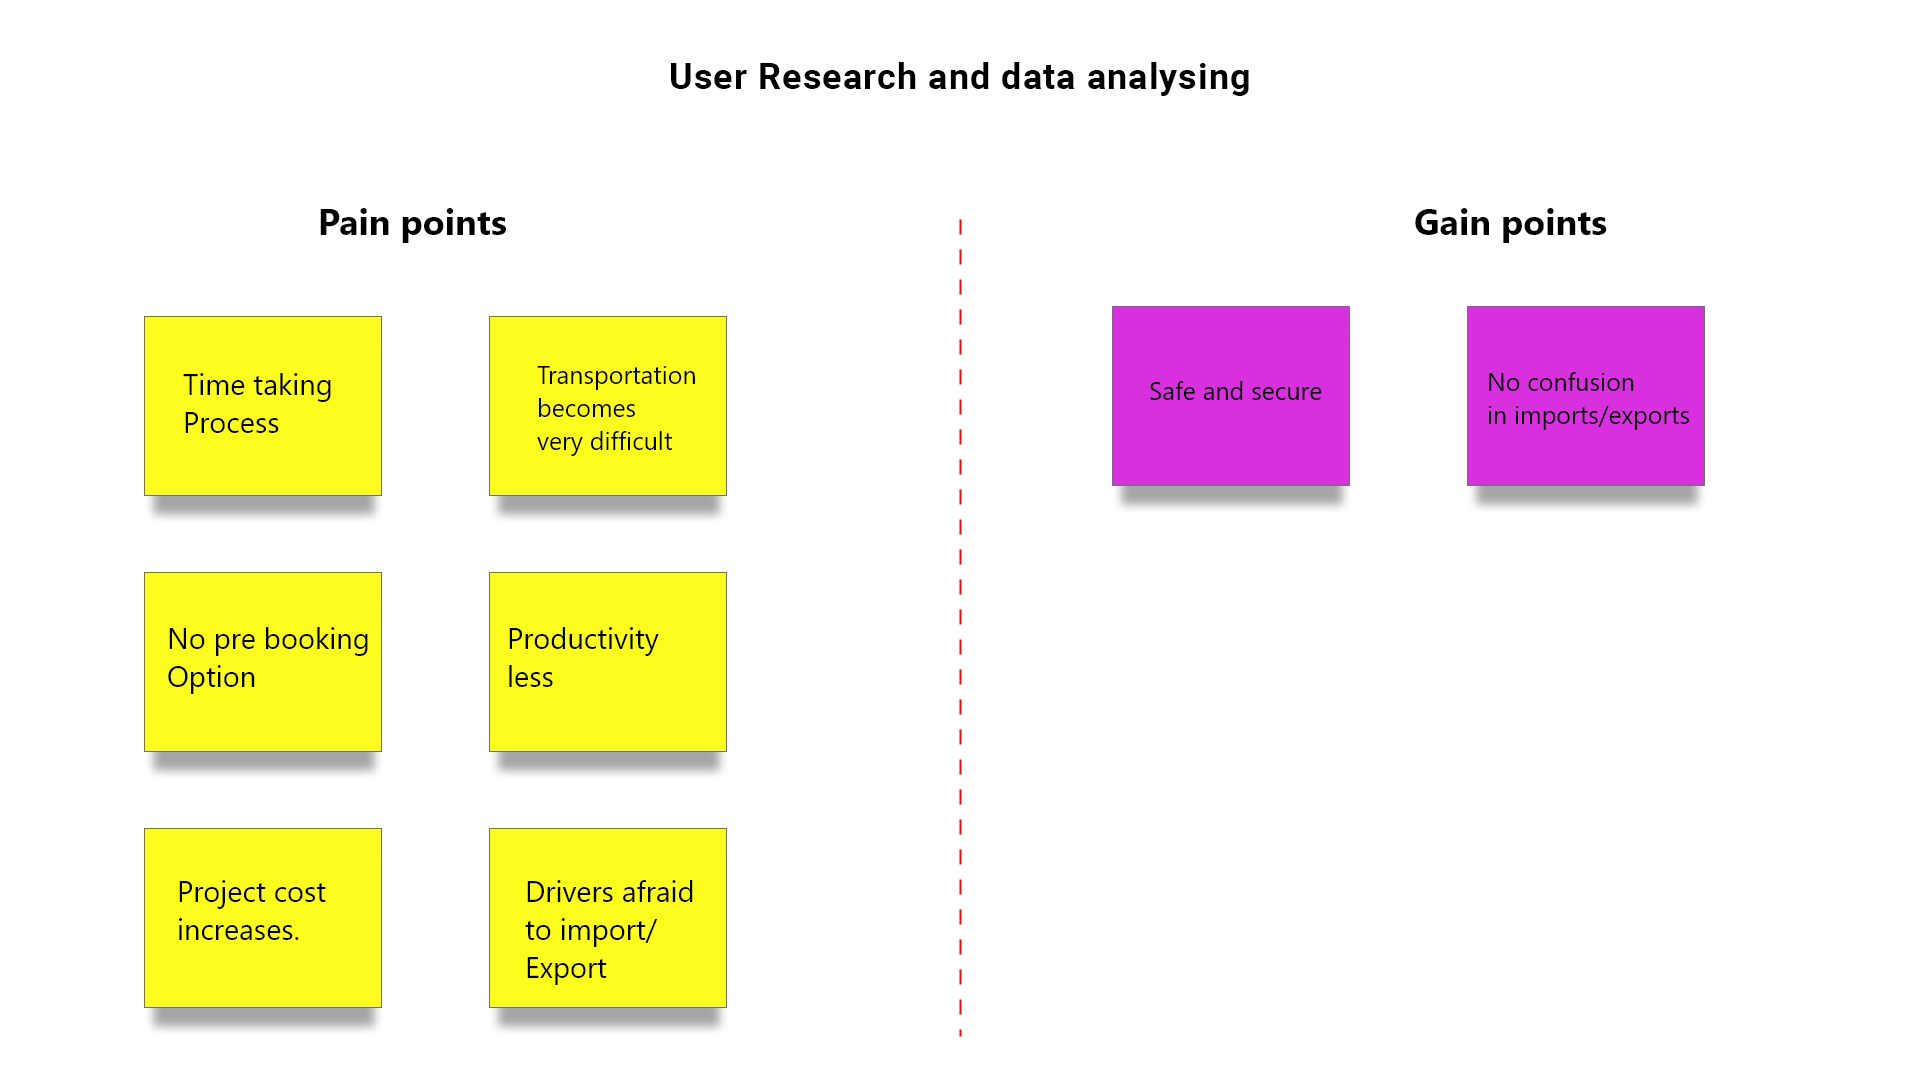 User Research and data analysing
Pain points
Time taking
Process
Transportation
becomes
very difficult
No pre booking
Option
Productivity
less
Project cost
increases.
Drivers afraid
to import/
Export
Gain points
Safe and secure
No confusion
in imports/exports